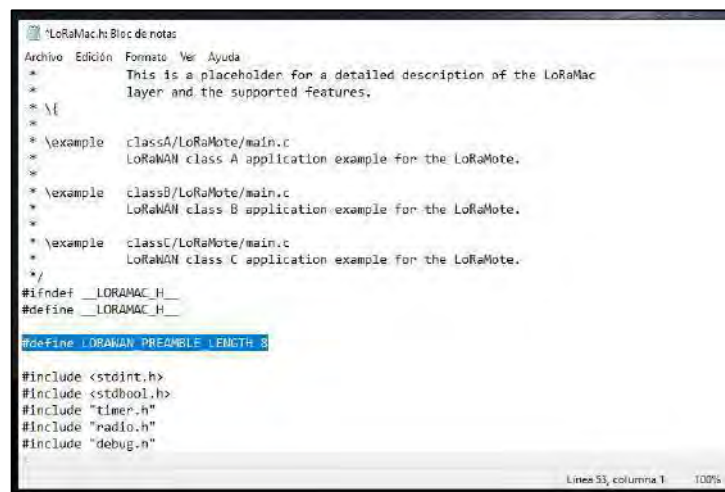 *LoRaMac.h: Bloc de notas
Archivo Edición Formato Ver Ayuda
* This is a placeholder for a detailed description of the LoRaMac
* layer and the supported features.
* \{
*
* \example classA/LoRaMote/main.c
* LoRaWAN class A application example for the LoRaMote.
*
* \example classB/LoRaMote/main.c
* LoRaWAN class B application example for the LoRaMote.
*
* \example classC/LoRaMote/main.c
* LoRaWAN class C application example for the LoRaMote.
*/
#ifndef __LORAMAC_H__
#define __LORAMAC_H__
#define LORAWAN_PREAMBLE_LENGTH 8
#include <stdint.h>
#include <stdbool.h>
#include "timer.h"
#include "radio.h"
#include "debug.h"
Línea 53, columna 1 100%